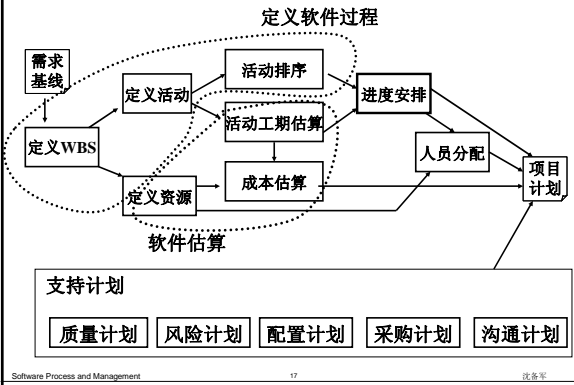 定义软件过程
需求
基线
活动排序
定义活动
进度安排
活动工期估算
定义WBS
人员分配
项目
计划
成本估算
定义资源
软件估算
支持计划
质量计划 风险计划 配置计划 采购计划 沟通计划
Software Process and Management 17 沈备军